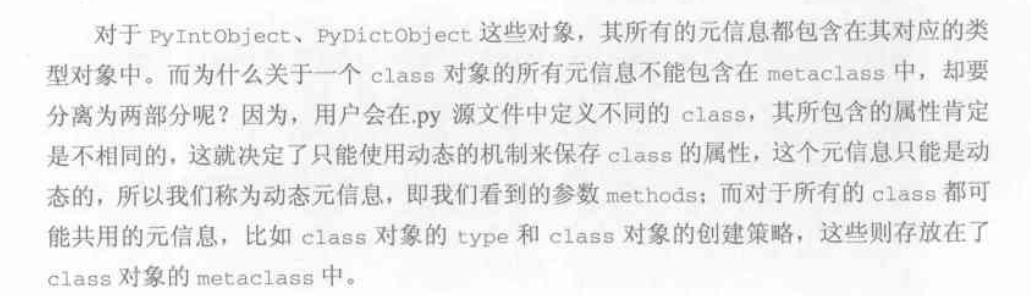 对于 PyIntObject、PyDictObject 这些对象，其所有的元信息都包含在其对应的类
型对象中。而为什么关于一个 class 对象的所有元信息不能包含在 metaclass 中，却要
分离为两部分呢？因为，用户会在.py 源文件中定义不同的 class，其所包含的属性肯定
是不相同的，这就决定了只能使用动态的机制来保存 class 的属性，这个元信息只能是动
态的，所以我们称为动态元信息，即我们看到的参数 methods；而对于所有的 class 都可
能共用的元信息，比如 class 对象的 type 和 class 对象的创建策略，这些则存放在了
class 对象的 metaclass 中。